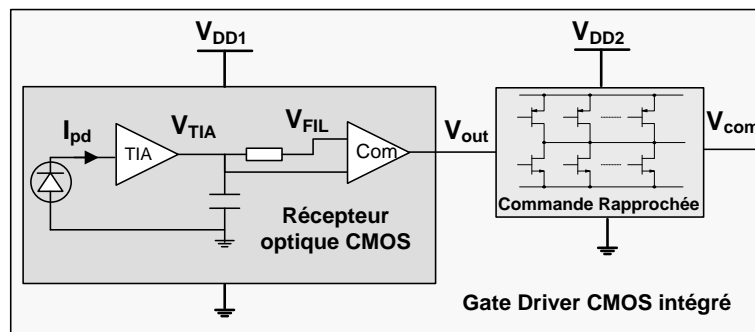 VDD1
VDD2
Ipd
VTIA
VFIL
Vout
Vcom
TIA
Com
Récepteur
optique CMOS
Commande Rapprochée
Gate Driver CMOS intégré